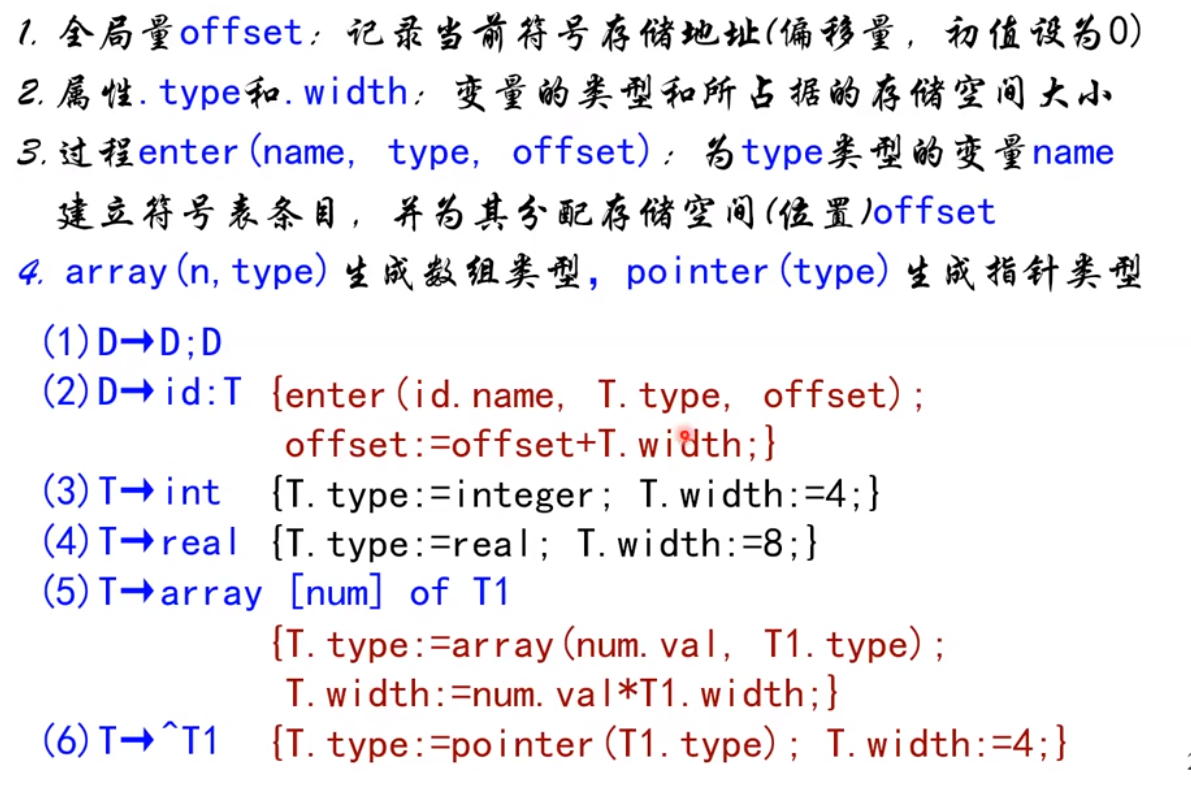 1. 全局量offset: 记录当前符号存储地址(偏移量, 初值设为0)
2. 属性.type和.width: 变量的类型和所占据的存储空间大小
3. 过程enter(name, type, offset): 为type类型的变量name
建立符号表条目, 并为其分配存储空间(位置)offset
4. array(n,type)生成数组类型, pointer(type)生成指针类型
(1)D→D;D
(2)D→id:T {enter(id.name, T.type, offset);
offset:=offset+T.width;}
(3)T→int {T.type:=integer; T.width:=4;}
(4)T→real {T.type:=real; T.width:=8;}
(5)T→array [num] of T1
{T.type:=array(num.val, T1.type);
T.width:=num.val*T1.width;}
(6)T→^T1 {T.type:=pointer(T1.type); T.width:=4;}